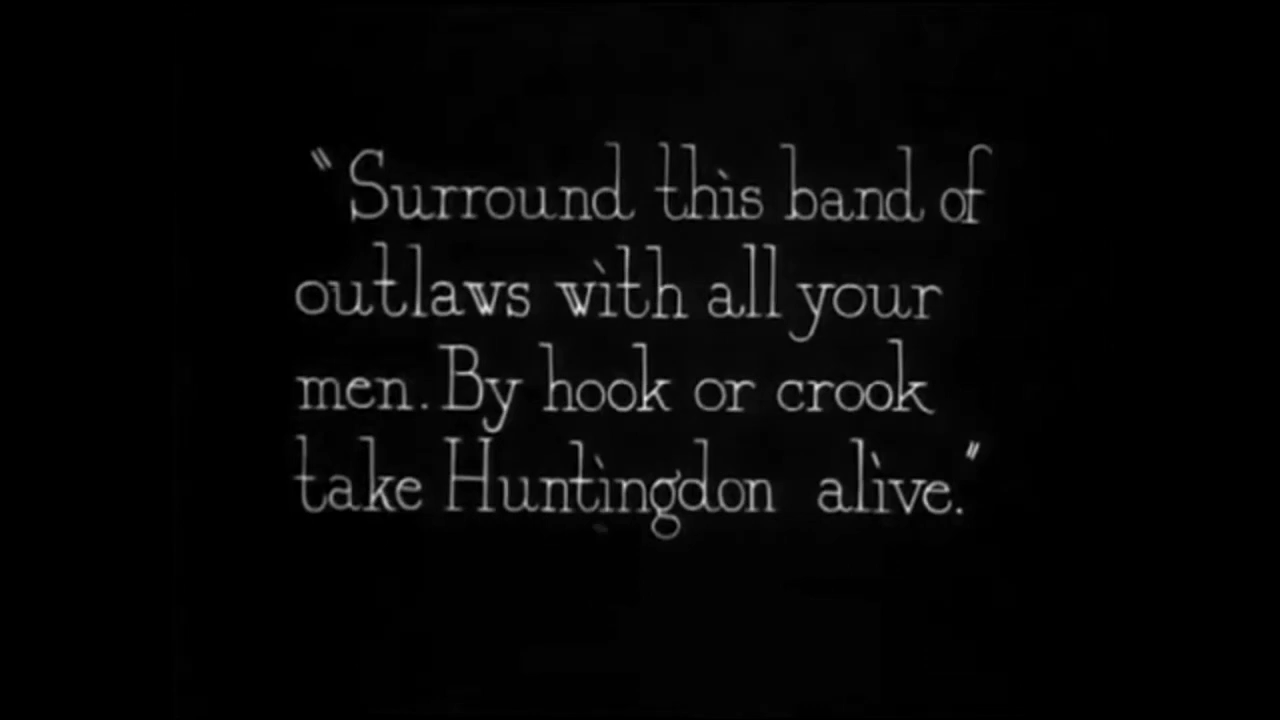 "Surround this band of
outlaws with all your
men. By hook or crook
take Huntingdon alive."